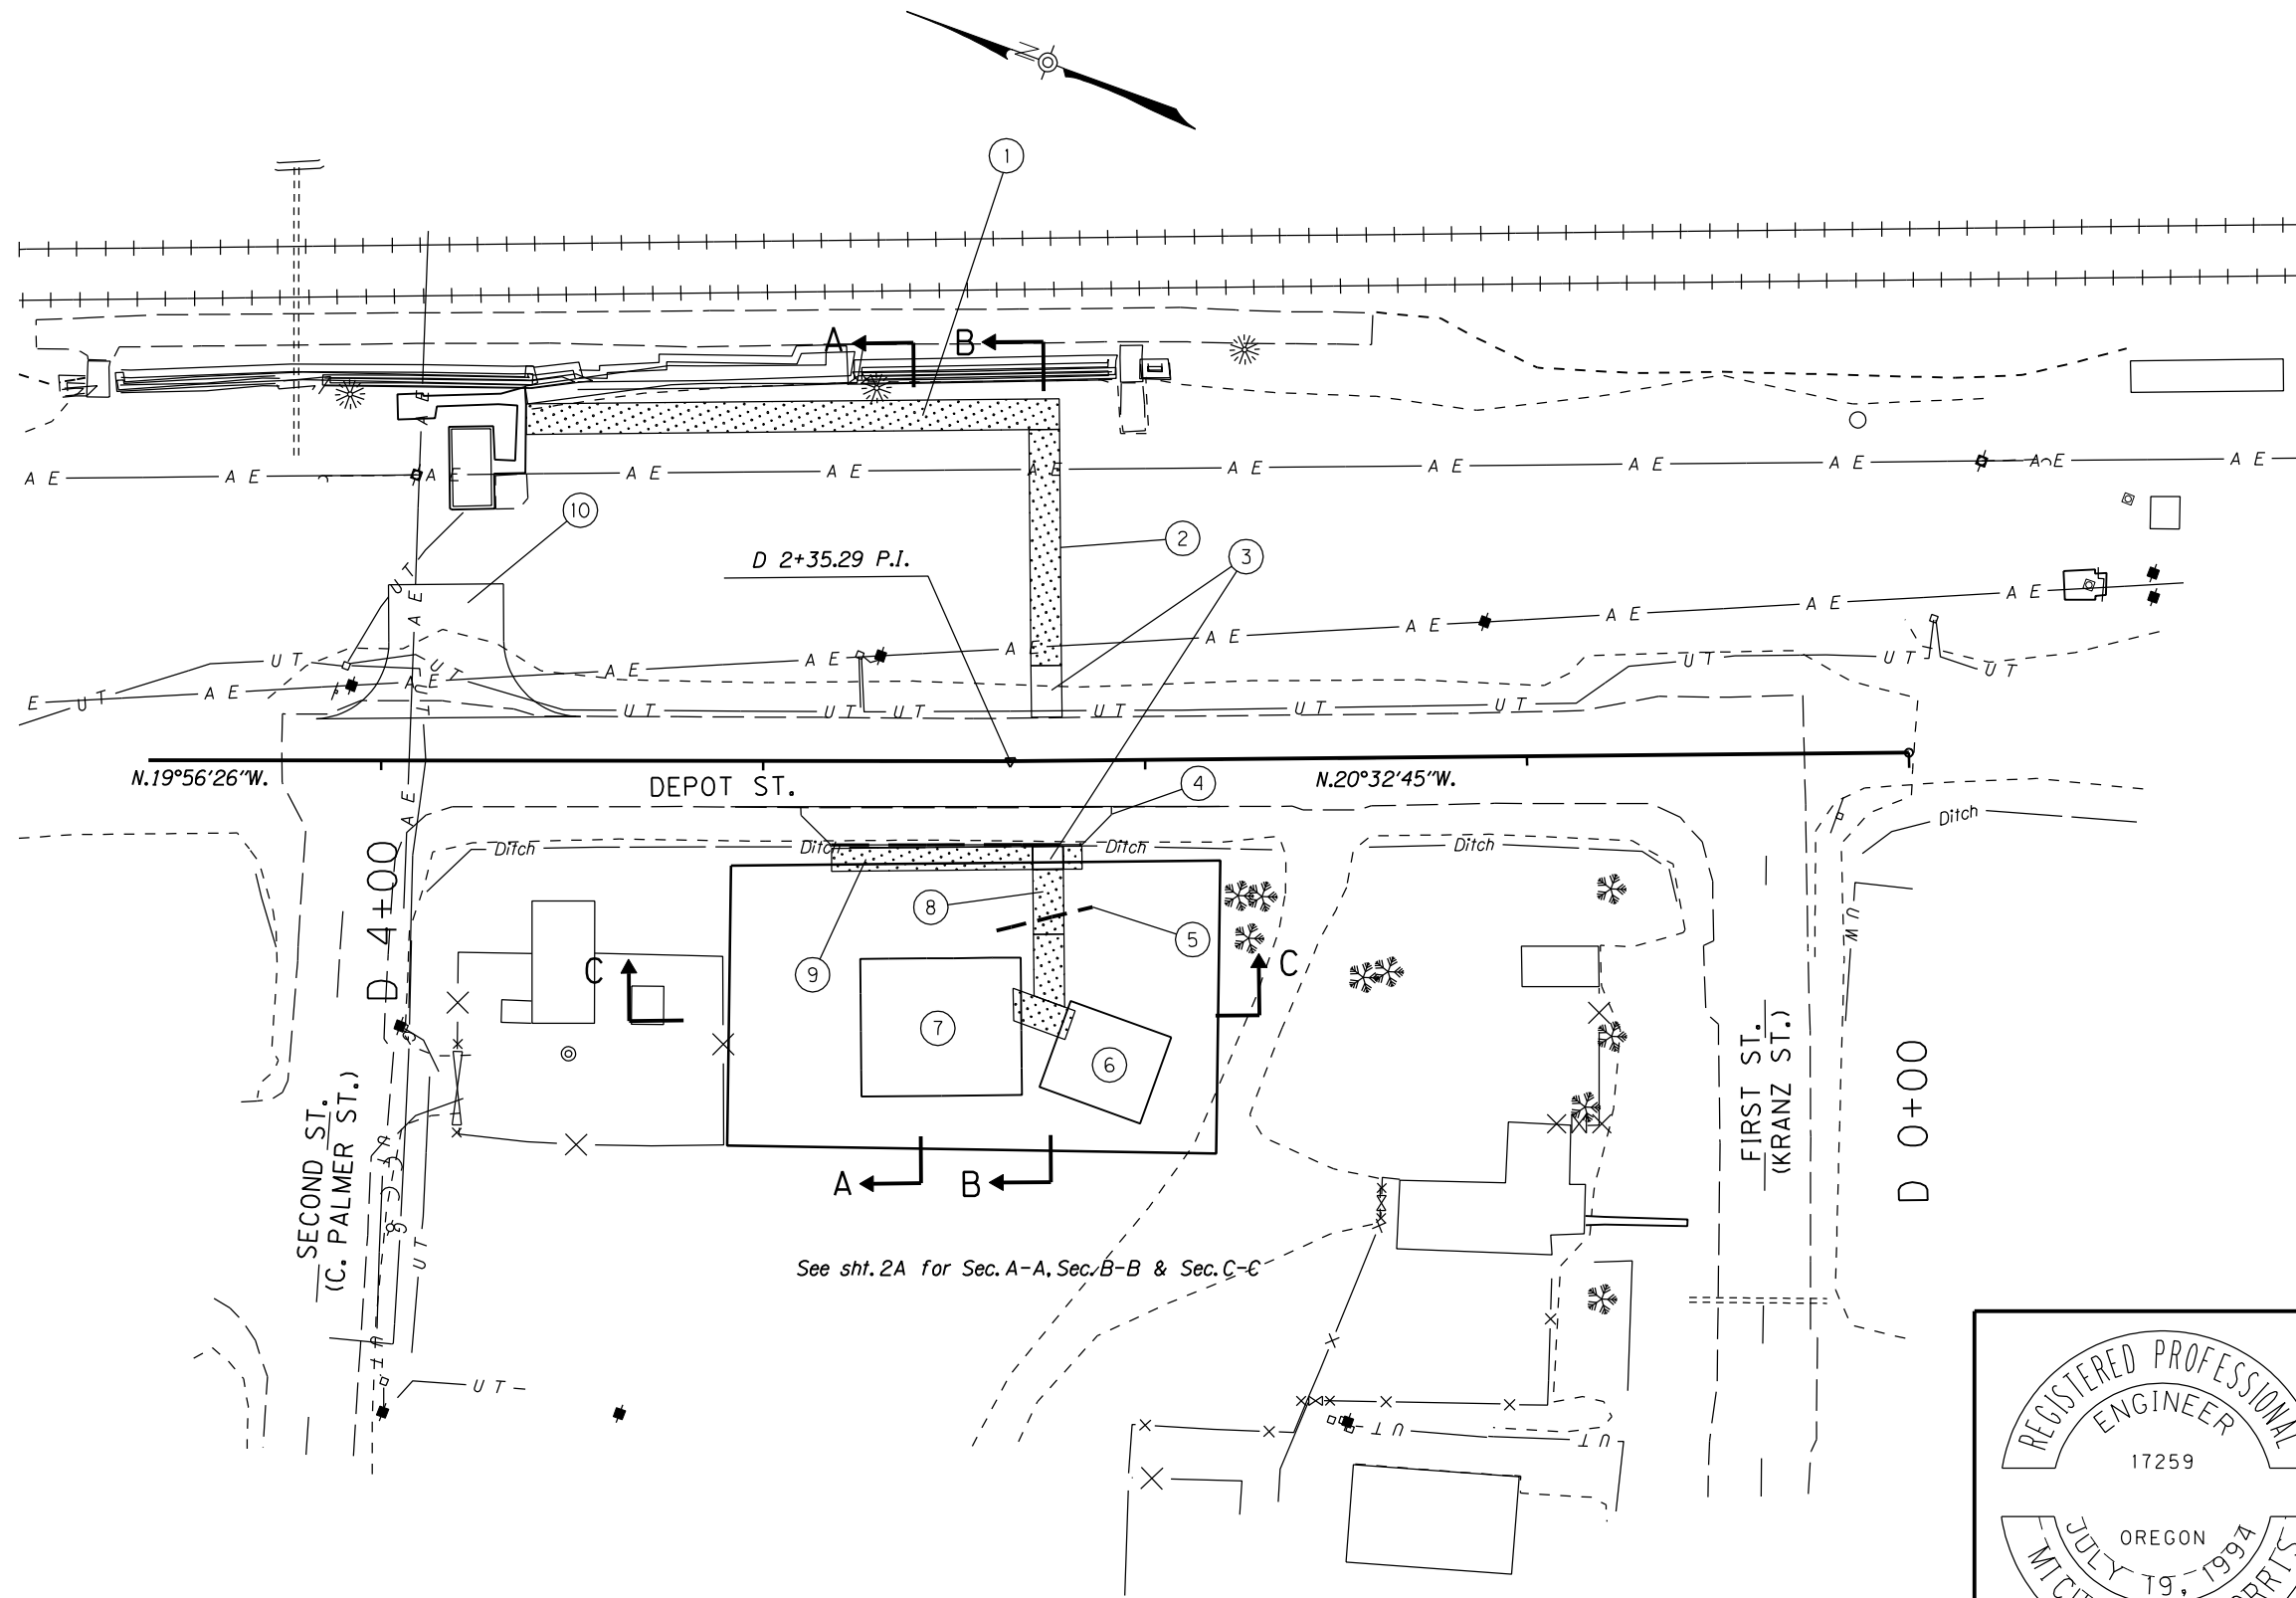 N
1
A
B
A E A E A E A E A E A E A E A E A E A E A E A E
10
2
3
D 2+35.29 P.I.
U T
A E
A E A E A E A E A E A E A E A E A E
U T U T U T U T U T U T U T U T U T U T
E U T A E
N.19°56'26"W.
DEPOT ST.
N.20°32'45"W.
4
A E
Ditch Ditch Ditch Ditch Ditch
D 4+00
8
5
9
C
C
U W
7
6
SECOND ST.
(C. PALMER ST.)
FIRST ST.
(KRANZ ST.)
D 0+00
A
B
U T
See sht. 2A for Sec. A-A, Sec. B-B & Sec. C-C
U T
U T U T
REGISTERED PROFESSIONAL
ENGINEER
17259
OREGON
JULY 19, 1994